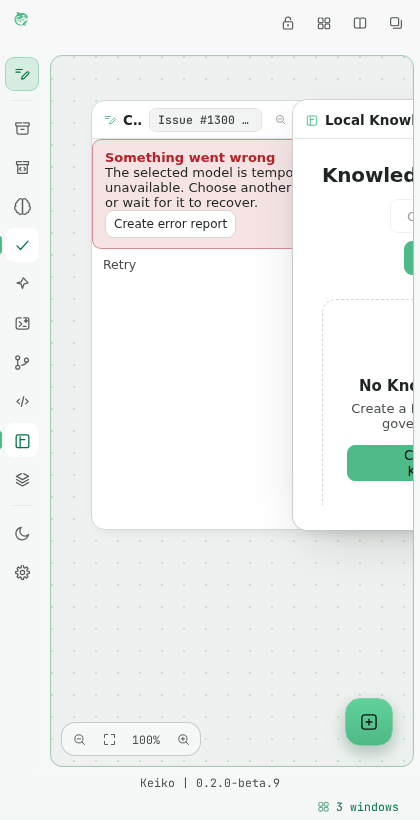 C..
Issue #1300 …
Local Knowl
Something went wrong
The selected model is tempo
unavailable. Choose another
or wait for it to recover.
Create error report
Retry
Knowled
No Kno
Create a
gove
100%
Keiko | 0.2.0-beta.9
3 windows